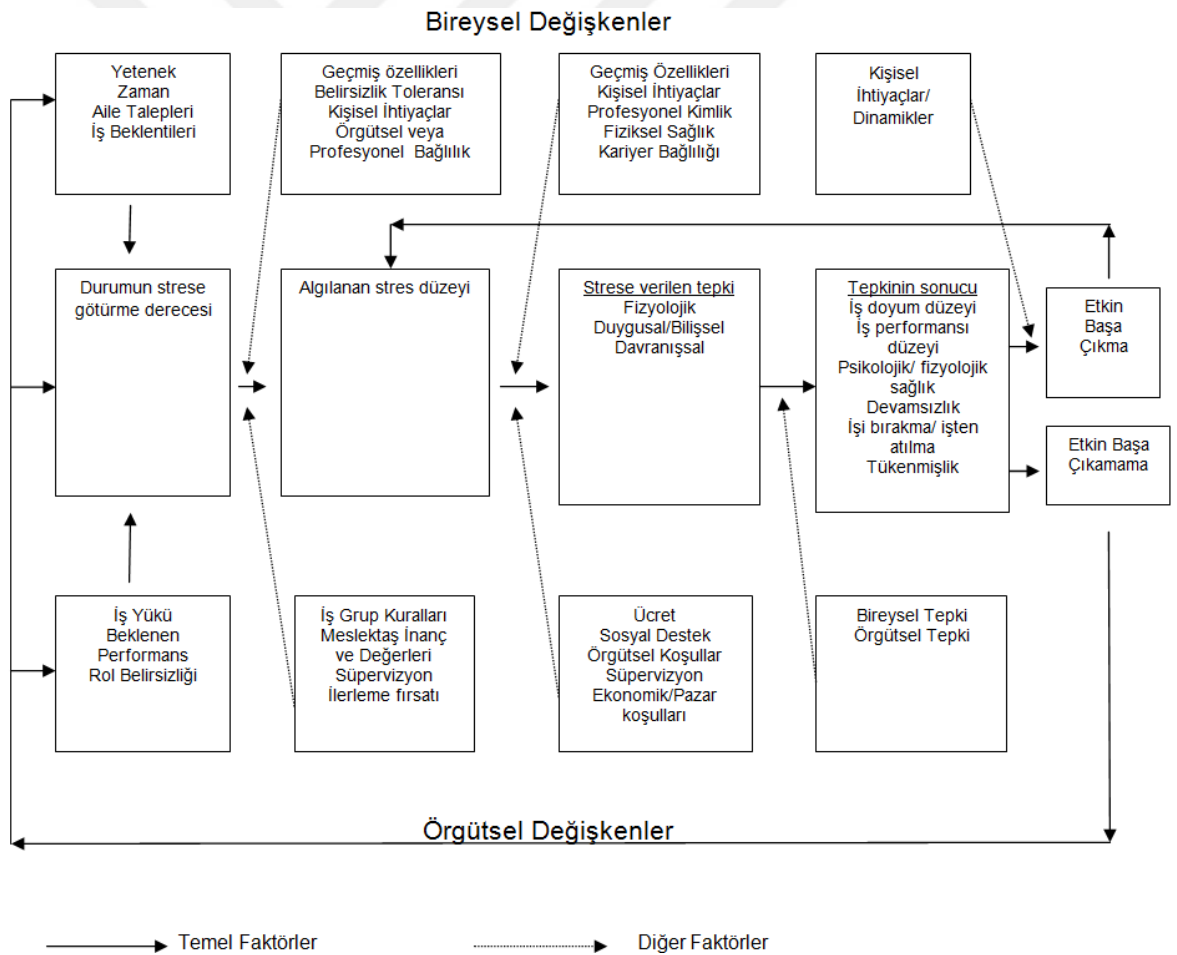 Bireysel Değişkenler
Yetenek
Zaman
Aile Talepleri
İş Beklentileri
Geçmiş özellikleri
Belirsizlik Toleransı
Kişisel İhtiyaçlar
Örgütsel veya
Profesyonel Bağlılık
Geçmiş Özellikleri
Kişisel İhtiyaçlar
Profesyonel Kimlik
Fiziksel Sağlık
Kariyer Bağlılığı
Kişisel
İhtiyaçlar/
Dinamikler
Durumun strese
götürme derecesi
Algılanan stres düzeyi
Strese verilen tepki
Fizyolojik
Duygusal/Bilişsel
Davranışsal
Tepkinin sonucu
İş doyum düzeyi
İş performansı
düzeyi
Psikolojik/ fizyolojik
sağlık
Devamsızlık
İşi bırakma/ işten
atılma
Tükenmişlik
Etkin
Başa
Çıkma
Etkin Başa
Çıkamama
İş Yükü
Beklenen
Performans
Rol Belirsizliği
İş Grup Kuralları
Meslektaş İnanç
ve Değerleri
Süpervizyon
İlerleme fırsatı
Ücret
Sosyal Destek
Örgütsel Koşullar
Süpervizyon
Ekonomik/Pazar
koşulları
Bireysel Tepki
Örgütsel Tepki
Örgütsel Değişkenler
Temel Faktörler
Diğer Faktörler